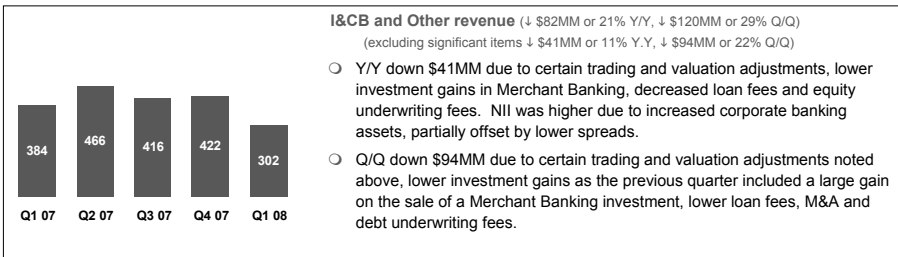 I&CB and Other revenue (↓ $82MM or 21% Y/Y, ↓ $120MM or 29% Q/Q)
(excluding significant items ↓ $41MM or 11% Y.Y, ↓ $94MM or 22% Q/Q)
❍ Y/Y down $41MM due to certain trading and valuation adjustments, lower
investment gains in Merchant Banking, decreased loan fees and equity
underwriting fees. NII was higher due to increased corporate banking
assets, partially offset by lower spreads.
❍ Q/Q down $94MM due to certain trading and valuation adjustments noted
above, lower investment gains as the previous quarter included a large gain
on the sale of a Merchant Banking investment, lower loan fees, M&A and
debt underwriting fees.
384 466 416 422 302
Q1 07 Q2 07 Q3 07 Q4 07 Q1 08